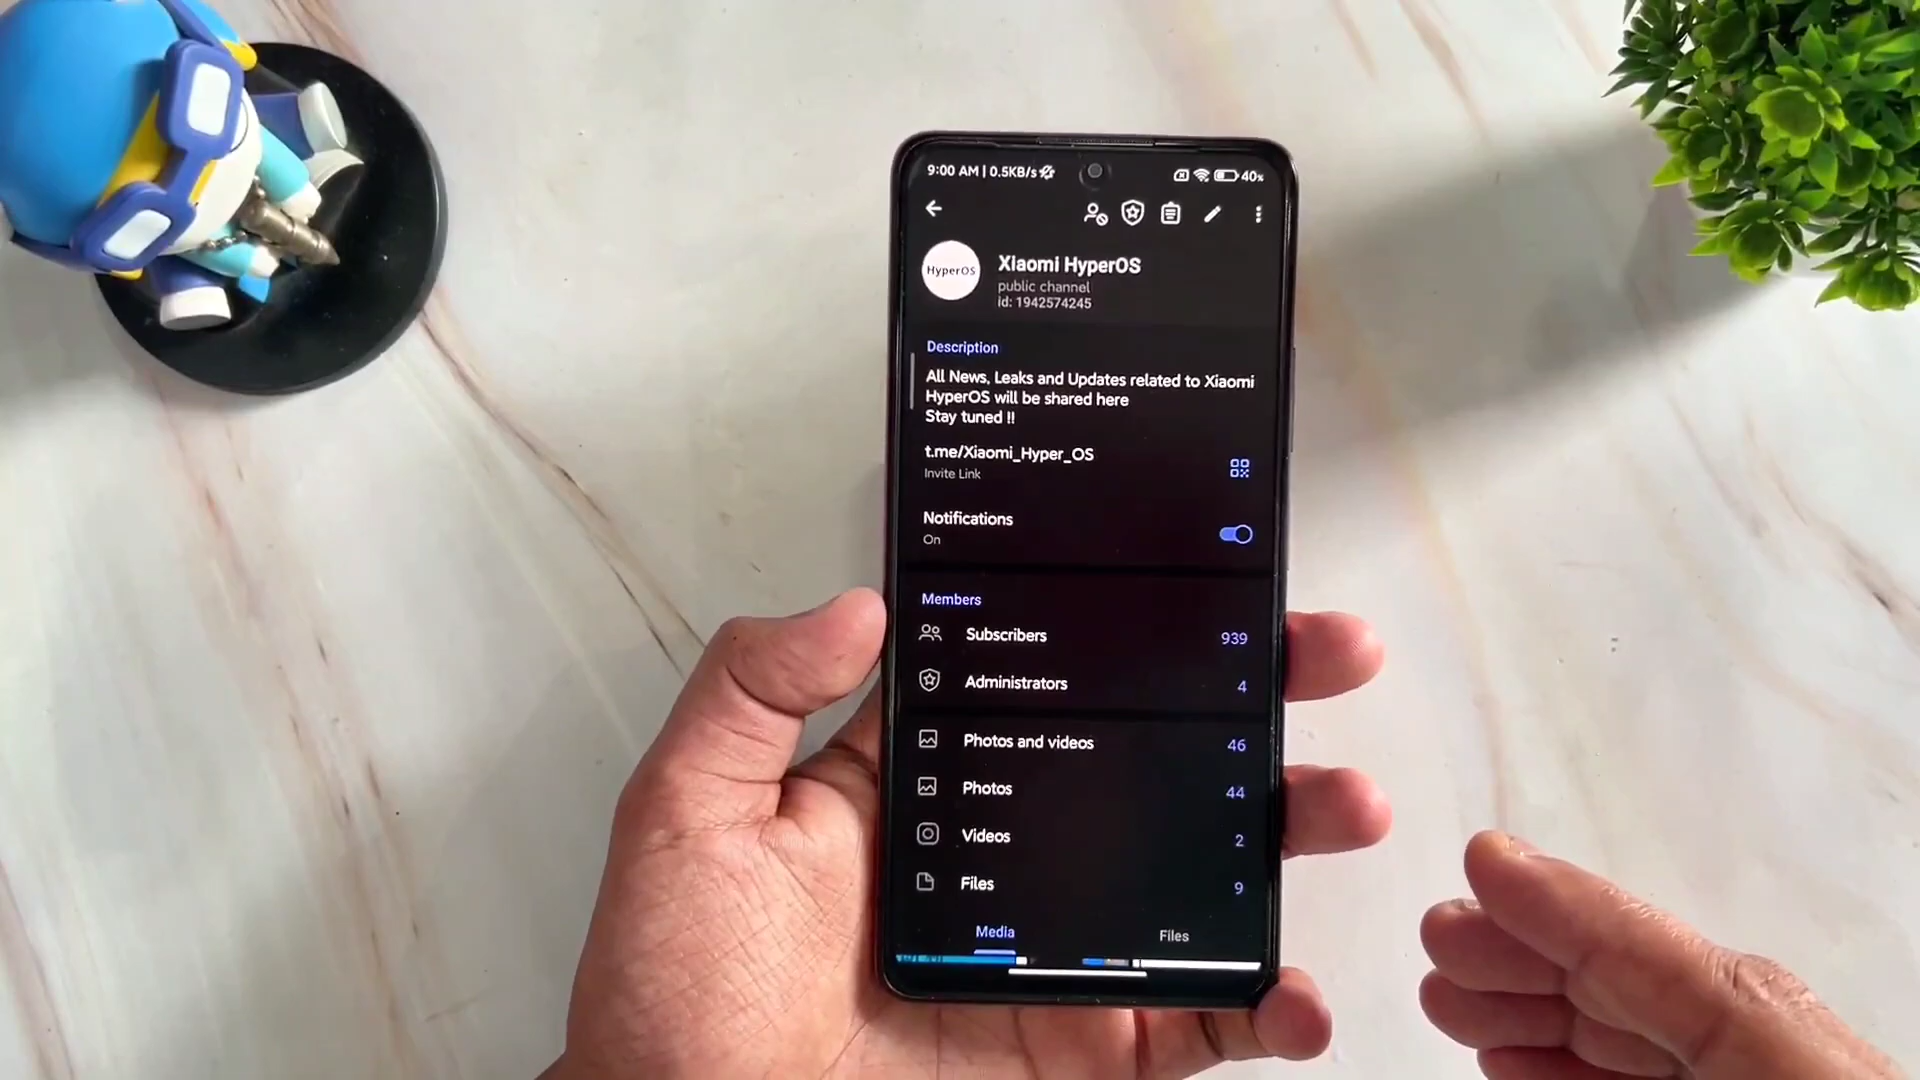 9:00 AM | 0.5KB/s
40%
HyperOS
Xiaomi HyperOS
public channel
id: 1942574245
Description
All News, Leaks and Updates related to Xiaomi
HyperOS will be shared here
Stay tuned !!
t.me/Xiaomi_Hyper_OS
Invite Link
Notifications
On
Members
Subscribers 939
Administrators 4
Photos and videos 46
Photos 44
Videos 2
Files 9
Media Files